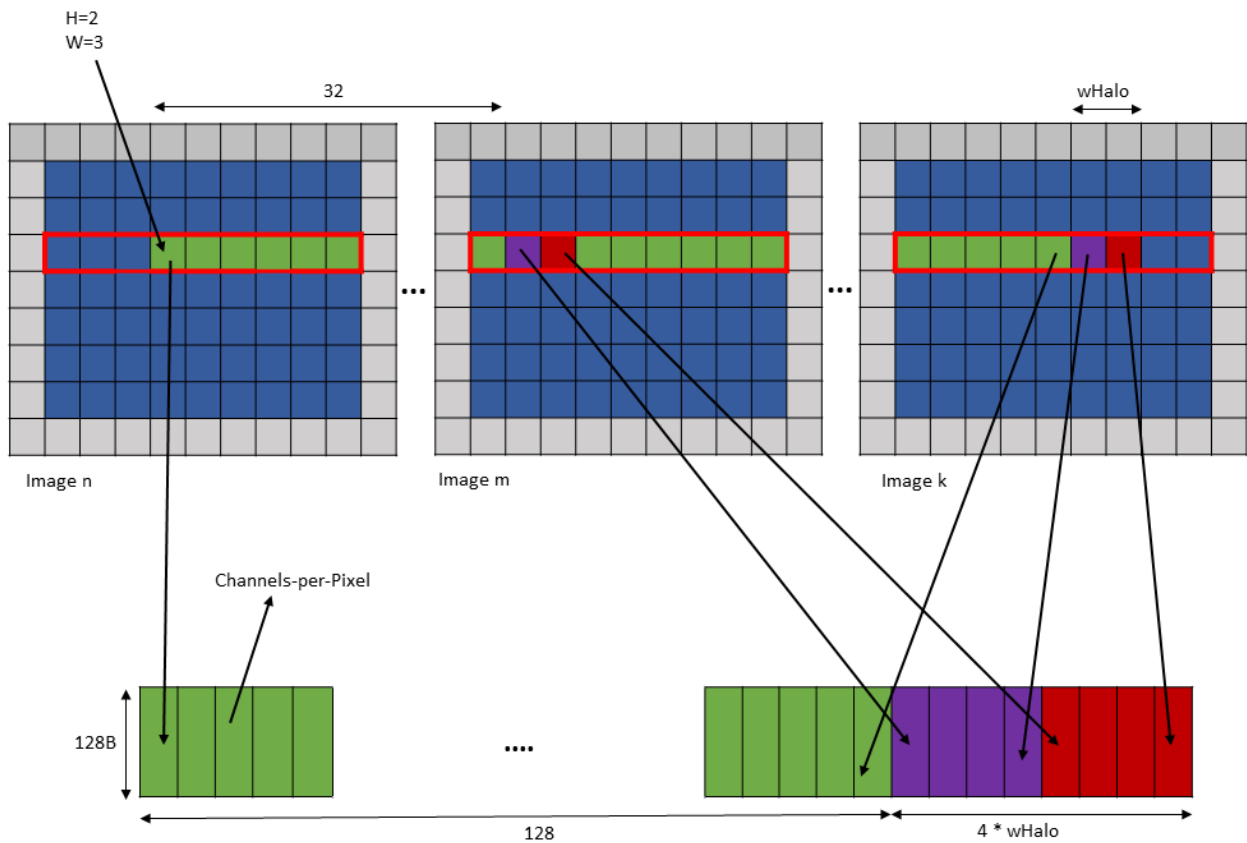 H=2
W=3
32
wHalo
...
...
Image n
Image m
Image k
Channels-per-Pixel
128B
....
128
4 * wHalo